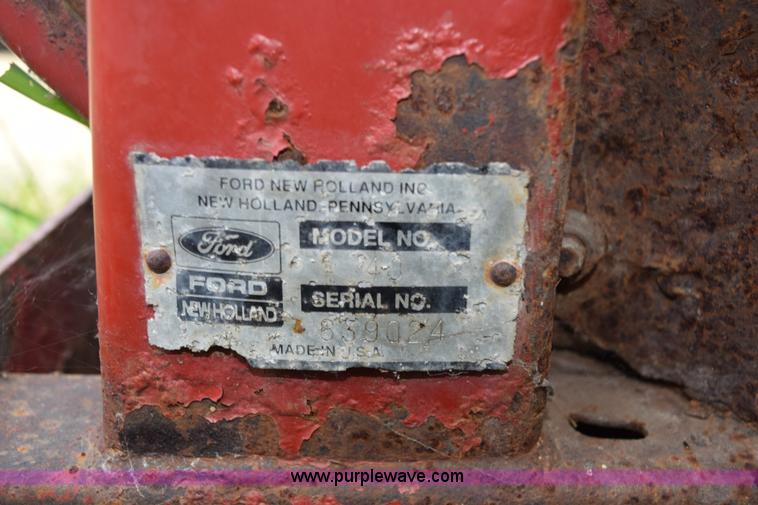 FORD NEW HOLLAND INC
NEW HOLLAND, PENNSYLVANIA
Ford
MODEL NO.
FORD
NEW HOLLAND
SERIAL NO.
839024
MADE IN U.S.A.
www.purplewave.com